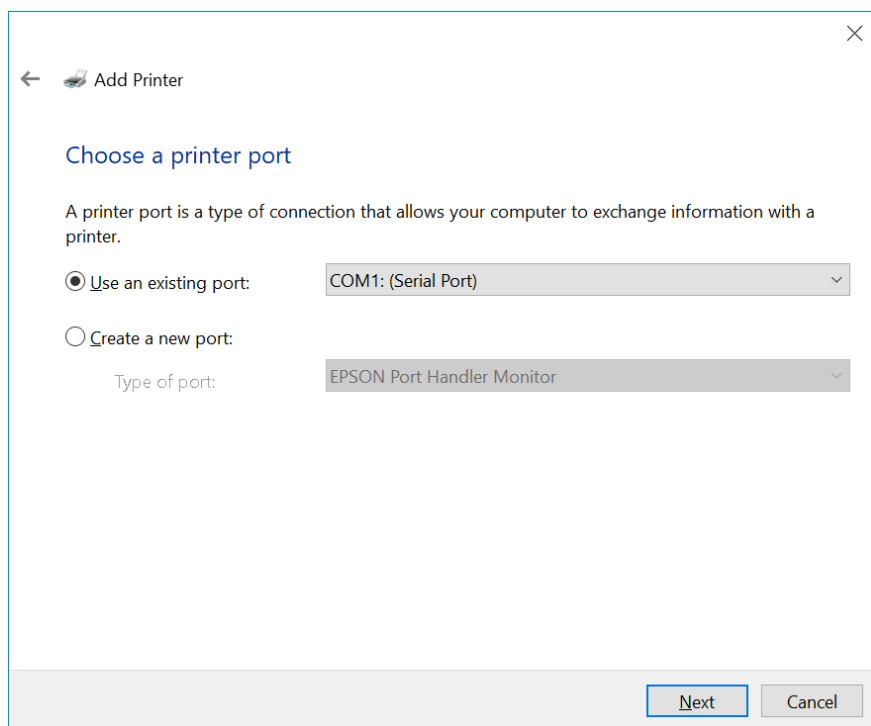 Add Printer
Choose a printer port
A printer port is a type of connection that allows your computer to exchange information with a
printer.
Use an existing port: COM1: (Serial Port)
Create a new port:
Type of port: EPSON Port Handler Monitor
Next Cancel